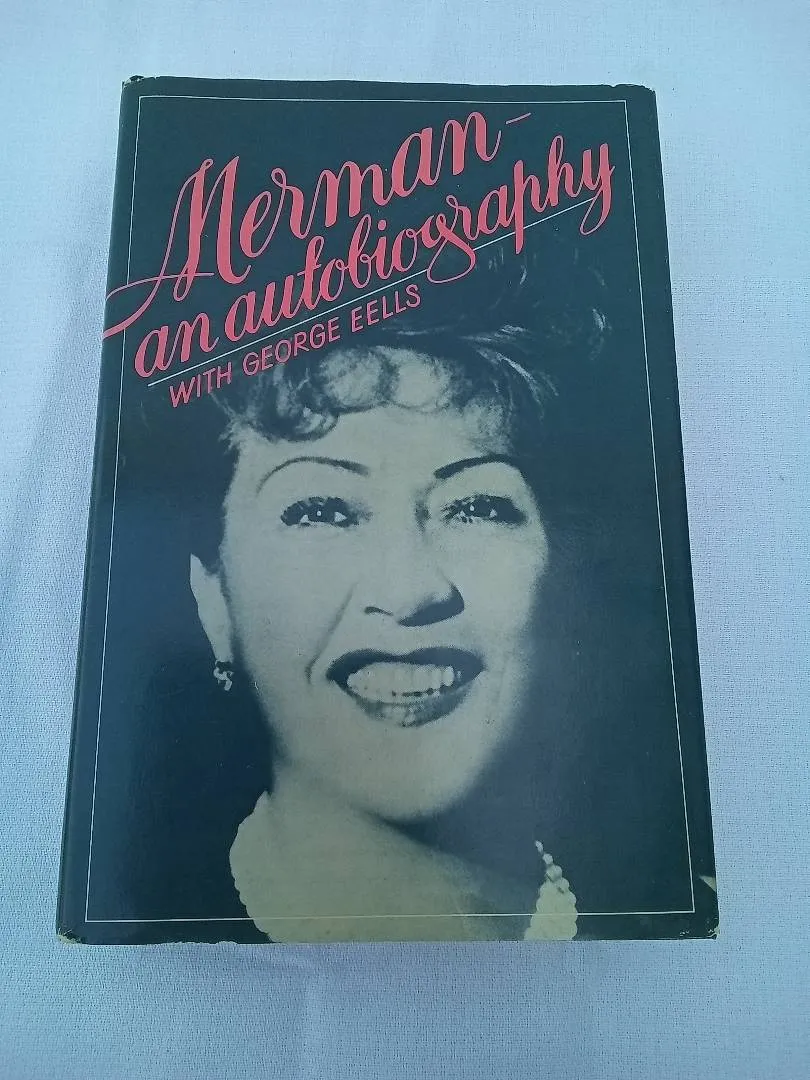 Merman-
an autobiography
WITH GEORGE EELLS